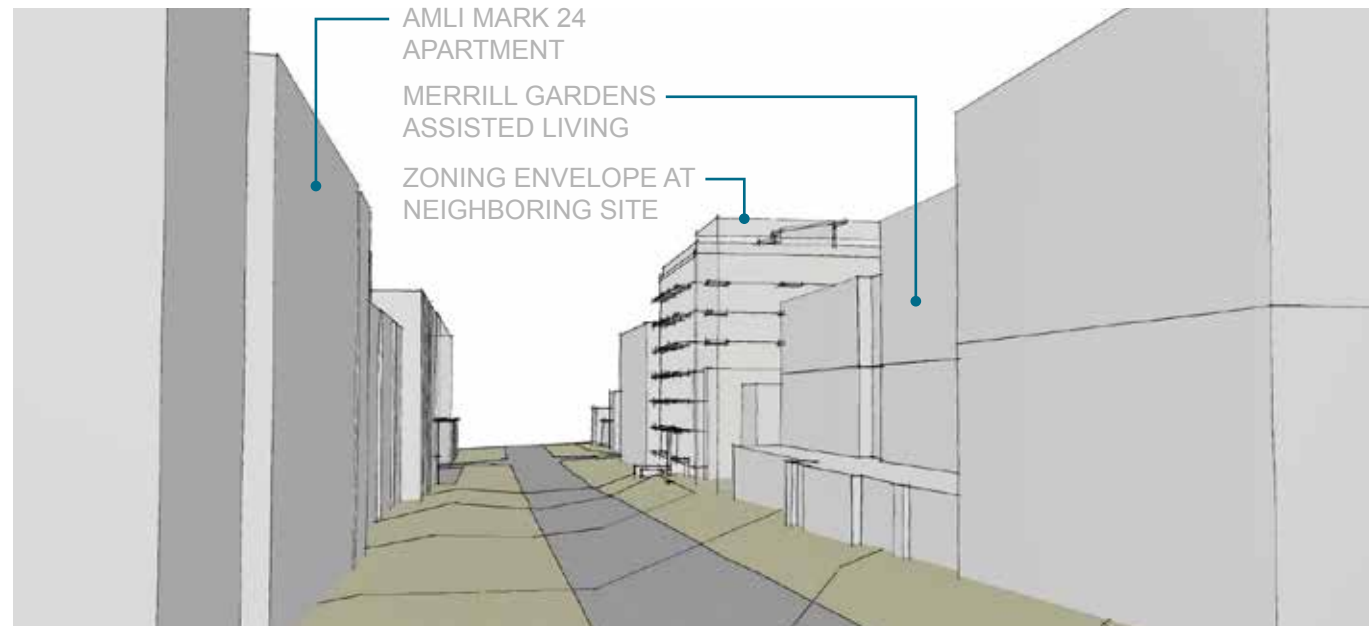 AMLI MARK 24
APARTMENT
MERRILL GARDENS
ASSISTED LIVING
ZONING ENVELOPE AT
NEIGHBORING SITE